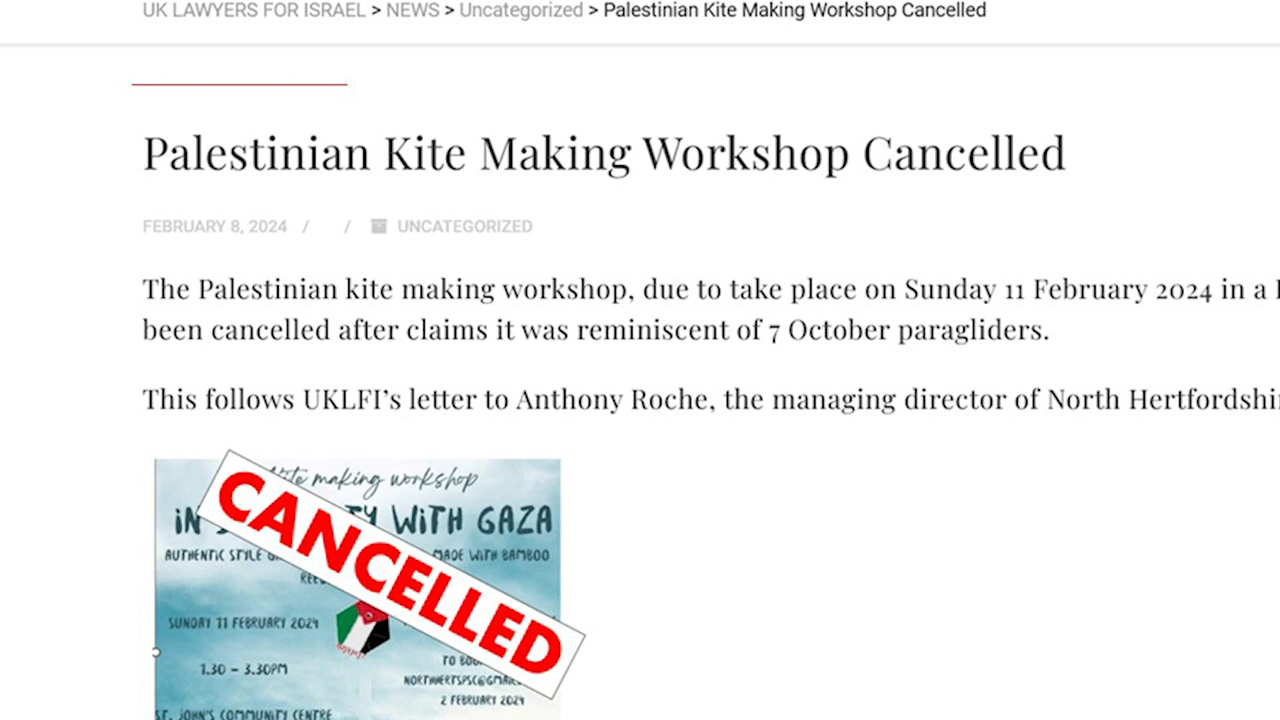 UK LAWYERS FOR ISRAEL > NEWS > Uncategorized > Palestinian Kite Making Workshop Cancelled
Palestinian Kite Making Workshop Cancelled
FEBRUARY 8, 2024 / / UNCATEGORIZED
The Palestinian kite making workshop, due to take place on Sunday 11 February 2024 in a
been cancelled after claims it was reminiscent of 7 October paragliders.
This follows UKLFI's letter to Anthony Roche, the managing director of North
Kite making workshop
WITH GAZA
CANCELLED
AUTHENTIC STYLE MADE WITH BAMBOO
SUNDAY 11 FEBRUARY 2024
1.30 - 3.30PM
TO
2 FEBRUARY 2024
ST. JOHN'S COMMUNITY CENTRE